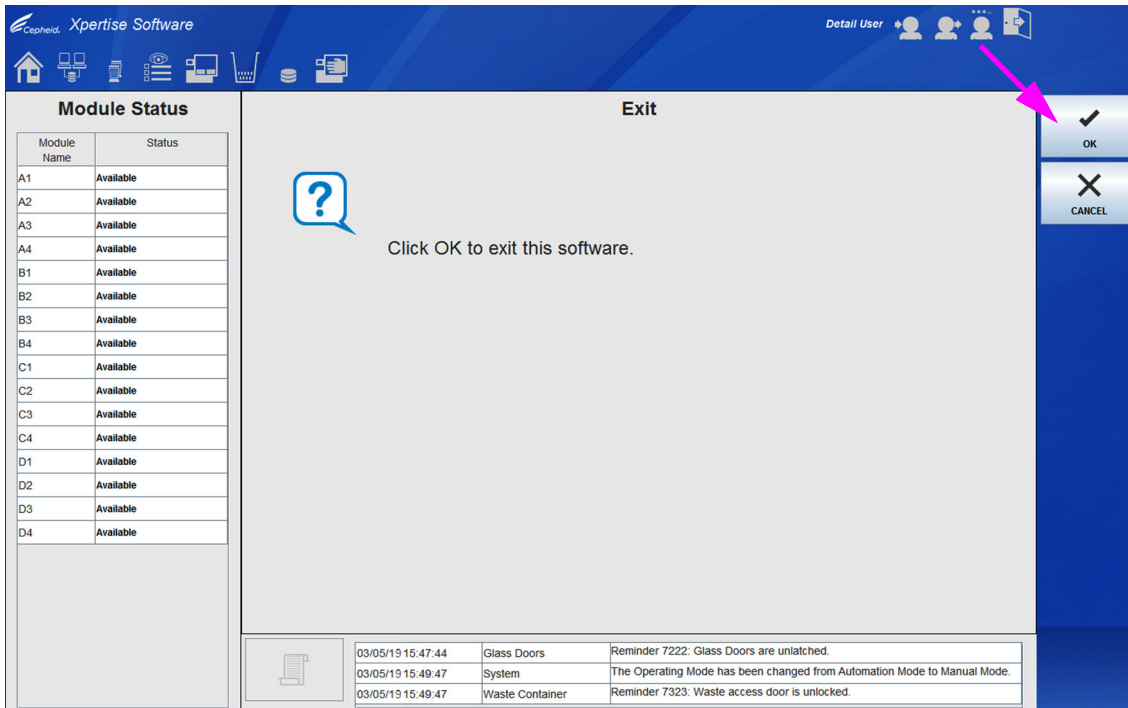 Cepheid. Xpertise Software
Detail User
Module Status
Exit
OK
CANCEL
Module Name Status
A1 Available
A2 Available
A3 Available
A4 Available
B1 Available
B2 Available
B3 Available
B4 Available
C1 Available
C2 Available
C3 Available
C4 Available
D1 Available
D2 Available
D3 Available
D4 Available
?
Click OK to exit this software.
03/05/19 15:47:44 Glass Doors Reminder 7222: Glass Doors are unlatched.
03/05/19 15:49:47 System The Operating Mode has been changed from Automation Mode to Manual Mode.
03/05/19 15:49:47 Waste Container Reminder 7323: Waste access door is unlocked.